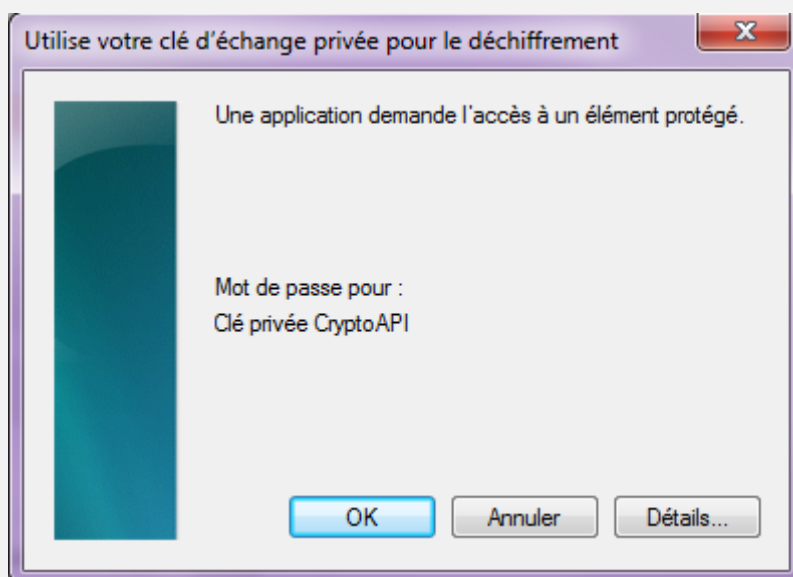 Utilise votre clé d'échange privée pour le déchiffrement
Une application demande l'accès à un élément protégé.
Mot de passe pour :
Clé privée CryptoAPI
OK
Annuler
Détails...